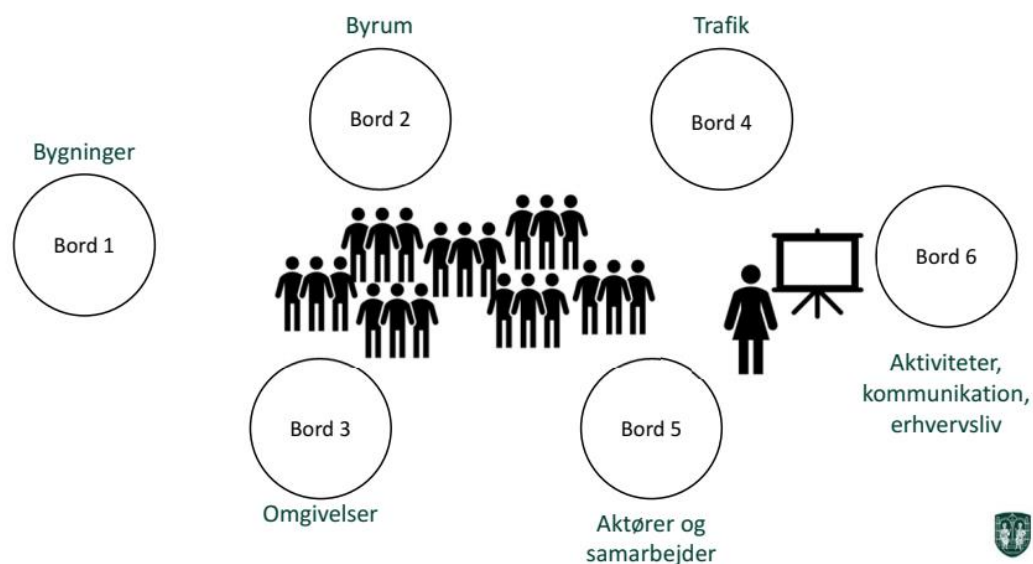 Byrum
Bord 2
Trafik
Bord 4
Bygninger
Bord 1
Bord 6
Aktiviteter,
kommunikation,
erhvervsliv
Bord 3
Omgivelser
Bord 5
Aktører og
samarbejder